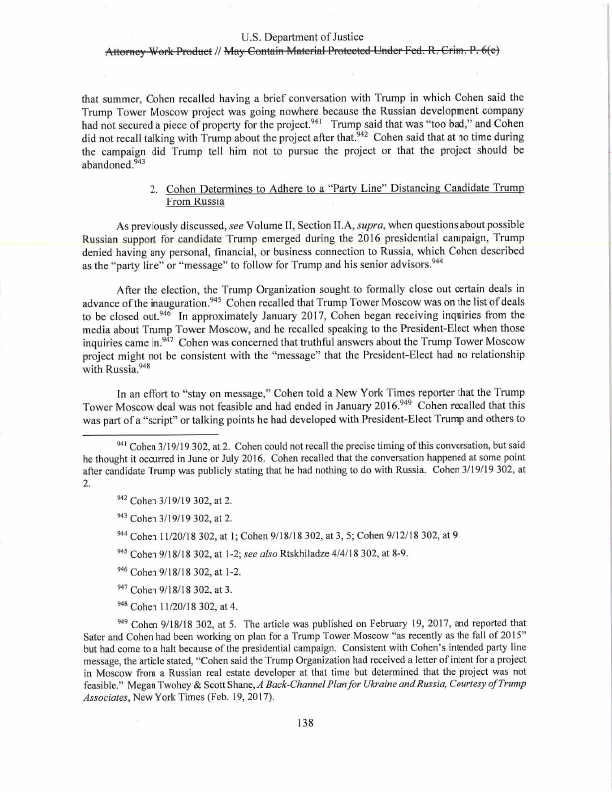 U.S. Department of Justice
Attorney Work Product // May Contain Material Protected Under Fed. R. Crim. P. 6(e)
that summer, Cohen recalled having a brief conversation with Trump in which Cohen said the
Trump Tower Moscow project was going nowhere because the Russian development company
had not secured a piece of property for the project.941 Trump said that was “too bad,” and Cohen
did not recall talking with Trump about the project after that.942 Cohen said that at no time during
the campaign did Trump tell him not to pursue the project or that the project should be
abandoned.943
2. Cohen Determines to Adhere to a “Party Line” Distancing Candidate Trump
From Russia
As previously discussed, see Volume II, Section II.A, supra, when questions about possible
Russian support for candidate Trump emerged during the 2016 presidential campaign, Trump
denied having any personal, financial, or business connection to Russia, which Cohen described
as the “party line” or “message” to follow for Trump and his senior advisors.944
After the election, the Trump Organization sought to formally close out certain deals in
advance of the inauguration.945 Cohen recalled that Trump Tower Moscow was on the list of deals
to be closed out.946 In approximately January 2017, Cohen began receiving inquiries from the
media about Trump Tower Moscow, and he recalled speaking to the President-Elect when those
inquiries came in.947 Cohen was concerned that truthful answers about the Trump Tower Moscow
project might not be consistent with the “message” that the President-Elect had no relationship
with Russia.948
In an effort to “stay on message,” Cohen told a New York Times reporter that the Trump
Tower Moscow deal was not feasible and had ended in January 2016.949 Cohen recalled that this
was part of a “script” or talking points he had developed with President-Elect Trump and others to
941 Cohen 3/19/19 302, at 2. Cohen could not recall the precise timing of this conversation, but said
he thought it occurred in June or July 2016. Cohen recalled that the conversation happened at some point
after candidate Trump was publicly stating that he had nothing to do with Russia. Cohen 3/19/19 302, at
2.
942 Cohen 3/19/19 302, at 2.
943 Cohen 3/19/19 302, at 2.
944 Cohen 11/20/18 302, at 1; Cohen 9/18/18 302, at 3, 5; Cohen 9/12/18 302, at 9.
945 Cohen 9/18/18 302, at 1-2; see also Rtskhiladze 4/4/18 302, at 8-9.
946 Cohen 9/18/18 302, at 1-2.
947 Cohen 9/18/18 302, at 3.
948 Cohen 11/20/18 302, at 4.
949 Cohen 9/18/18 302, at 5. The article was published on February 19, 2017, and reported that
Sater and Cohen had been working on plan for a Trump Tower Moscow “as recently as the fall of 2015”
but had come to a halt because of the presidential campaign. Consistent with Cohen’s intended party line
message, the article stated, “Cohen said the Trump Organization had received a letter of intent for a project
in Moscow from a Russian real estate developer at that time but determined that the project was not
feasible.” Megan Twohey & Scott Shane, A Back-Channel Plan for Ukraine and Russia, Courtesy of Trump
Associates, New York Times (Feb. 19, 2017).
138